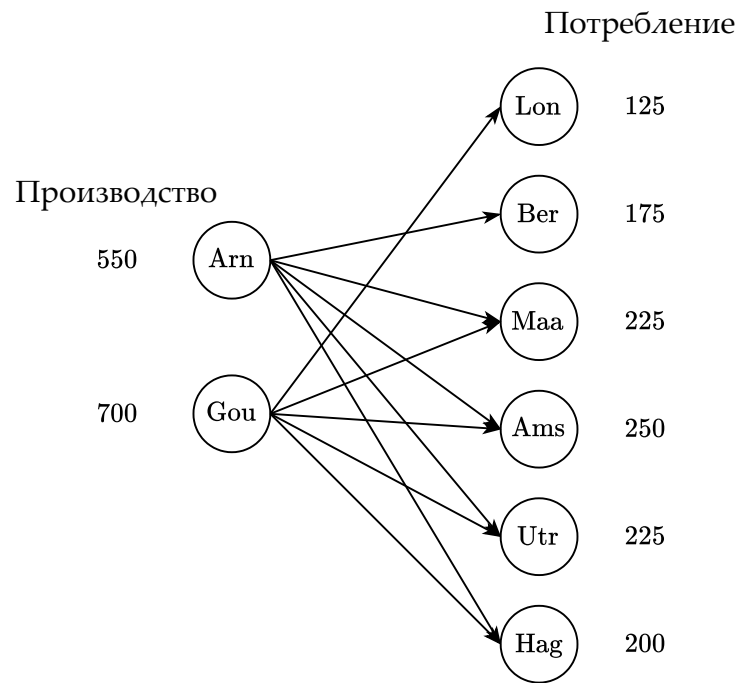 Потребление
Lon 125
Производство
Ber 175
550 Arn
Maa 225
700 Gou
Ams 250
Utr 225
Hag 200